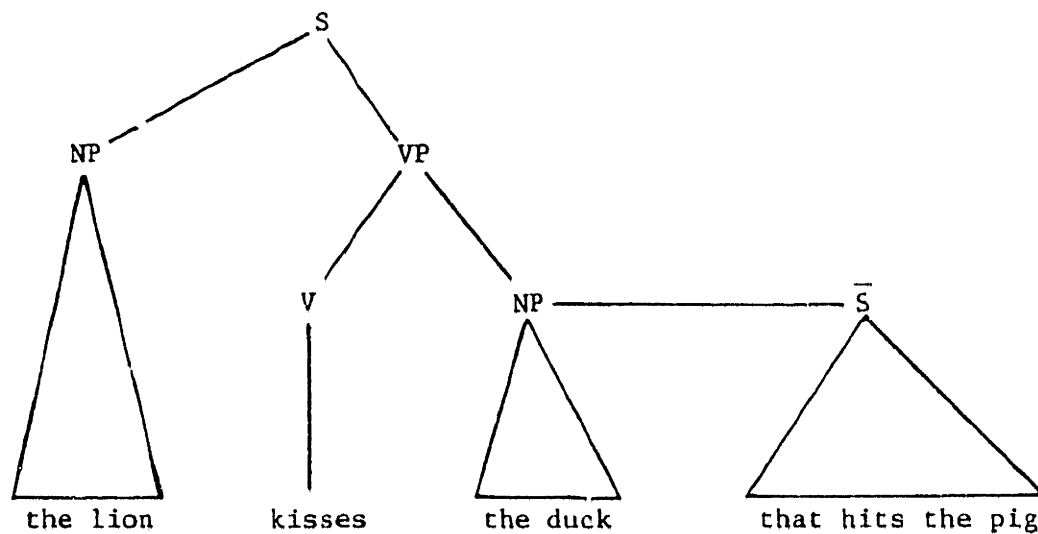 S
NP VP
V NP S̅
the lion kisses the duck that hits the pig